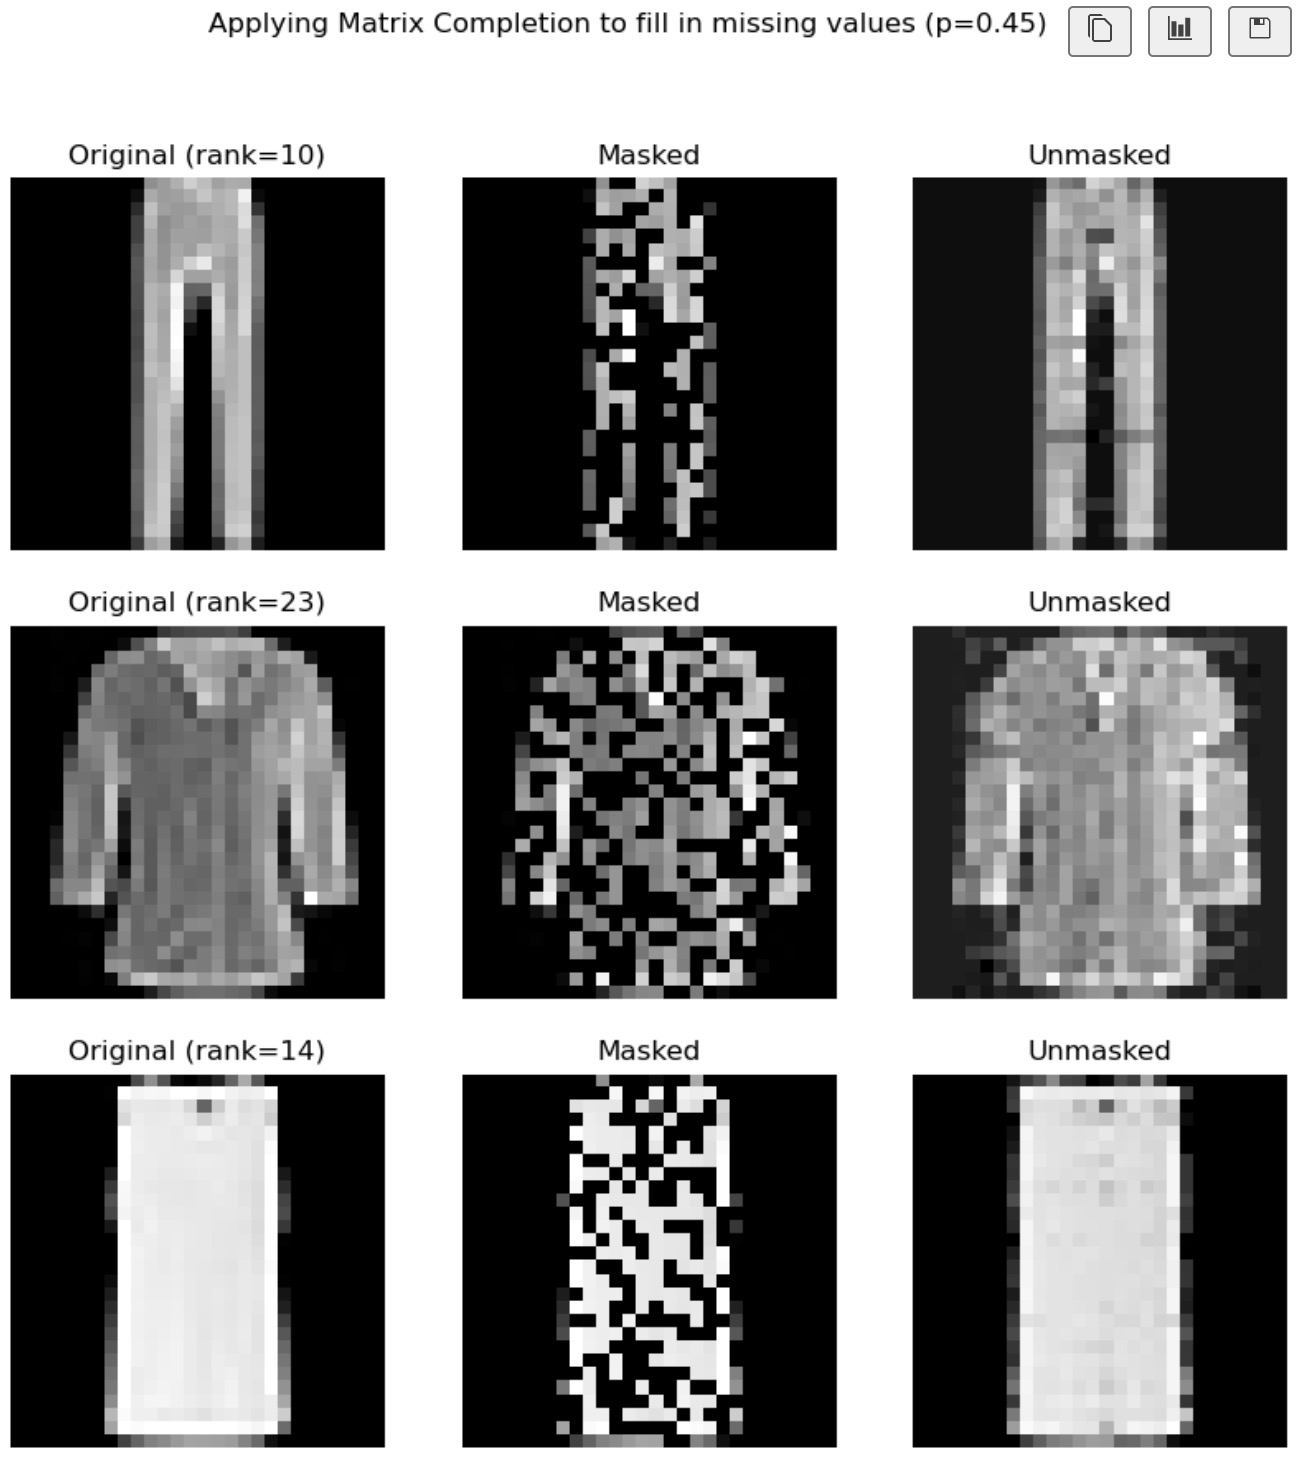 Applying Matrix Completion to fill in missing values (p=0.45)
Original (rank=10)
Masked
Unmasked
Original (rank=23)
Masked
Unmasked
Original (rank=14)
Masked
Unmasked